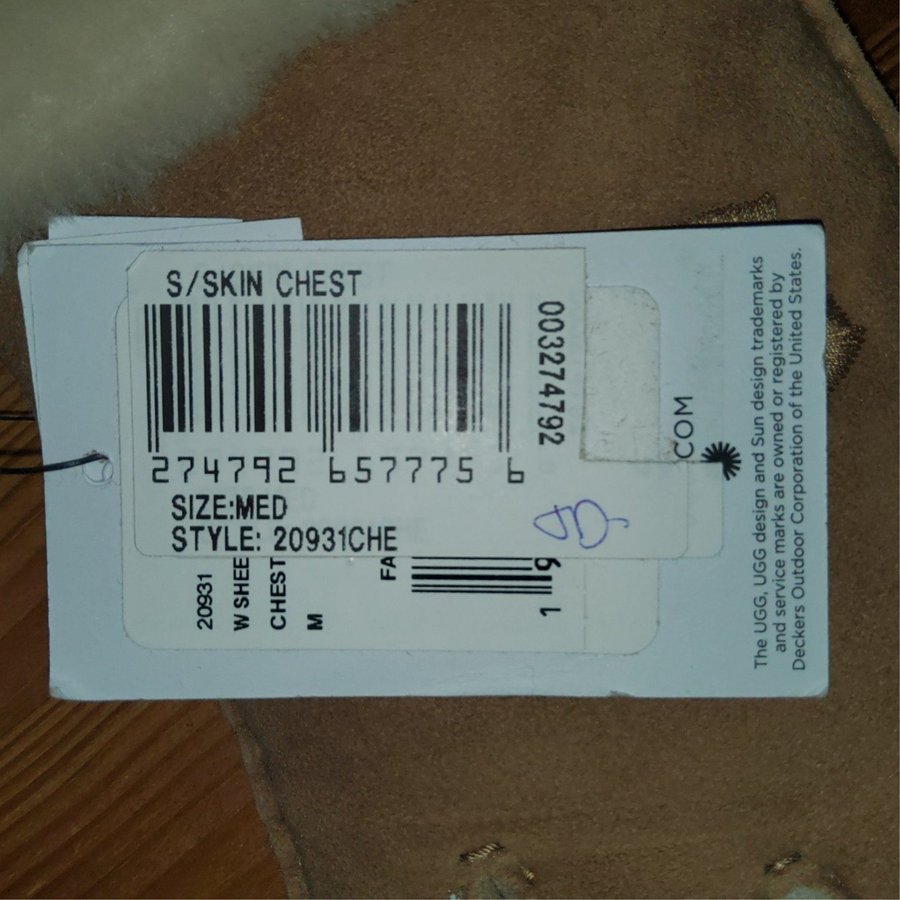 S/SKIN CHEST
274792 657775 6
003274792
SIZE:MED
STYLE: 20931CHE
20931
W SHEE
CHEST
M
FA
6
1
COM
The UGG, UGG design and Sun design trademarks
and service marks are owned or registered by
Deckers Outdoor Corporation of the United States.